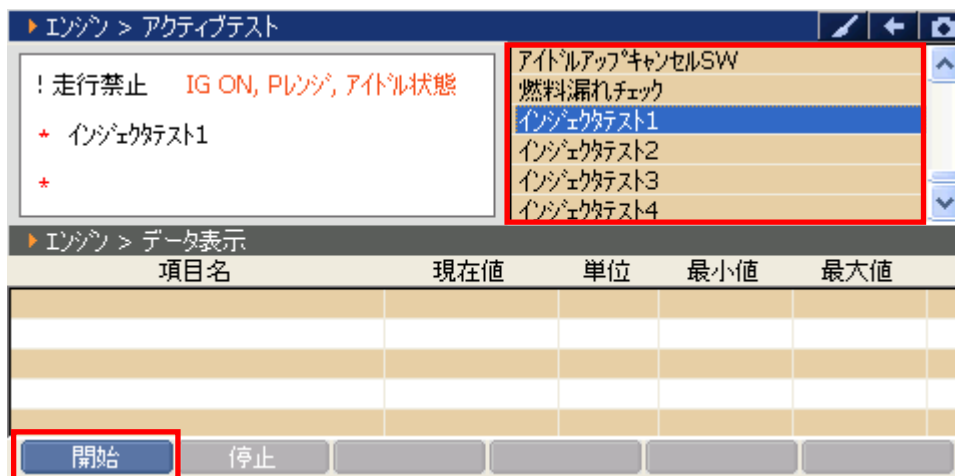 エンジン > アクティブテスト
! 走行禁止 IG ON, Pレンジ, アイドル状態
* インジェクタテスト1
*
アイドルアップキャンセルSW
燃料漏れチェック
インジェクタテスト1
インジェクタテスト2
インジェクタテスト3
インジェクタテスト4
エンジン > データ表示
項目名 現在値 単位 最小値 最大値
開始 停止